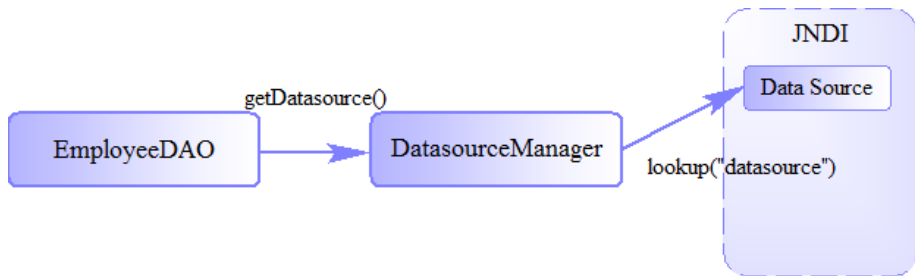 JNDI
Data Source
getDatasource()
EmployeeDAO
DatasourceManager
lookup("datasource")